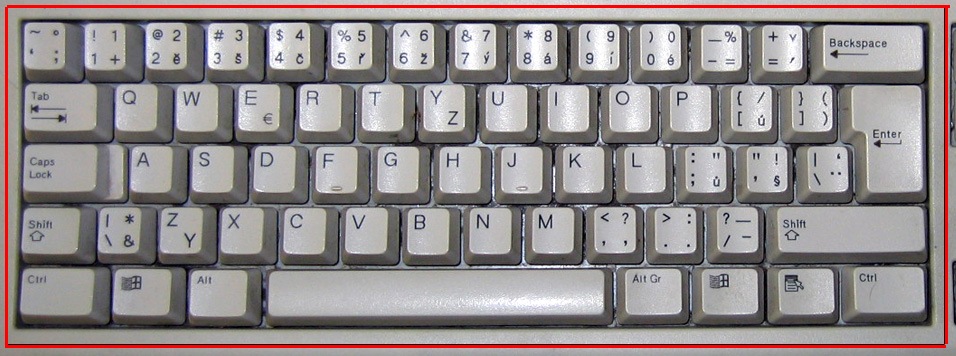 ~ ° ! 1 @ 2 # 3 $ 4 % 5 ^ 6 & 7 * 8 ( 9 ) 0 — % + ˇ Backspace
‘ ; 1 + 2 ě 3 š 4 č 5 ř 6 ž 7 ý 8 á 9 í 0 é - = = ´
Tab Q W E R T Y U I O P { / } ( Enter
€ Z [ ú ] )
Caps A S D F G H J K L : " " ! | ‘
Lock ; ů ' § \ ¨
Shift | * Z X C V B N M < ? > : ? — Shift
\ & Y , , . . / -
Ctrl Alt Alt Gr Ctrl